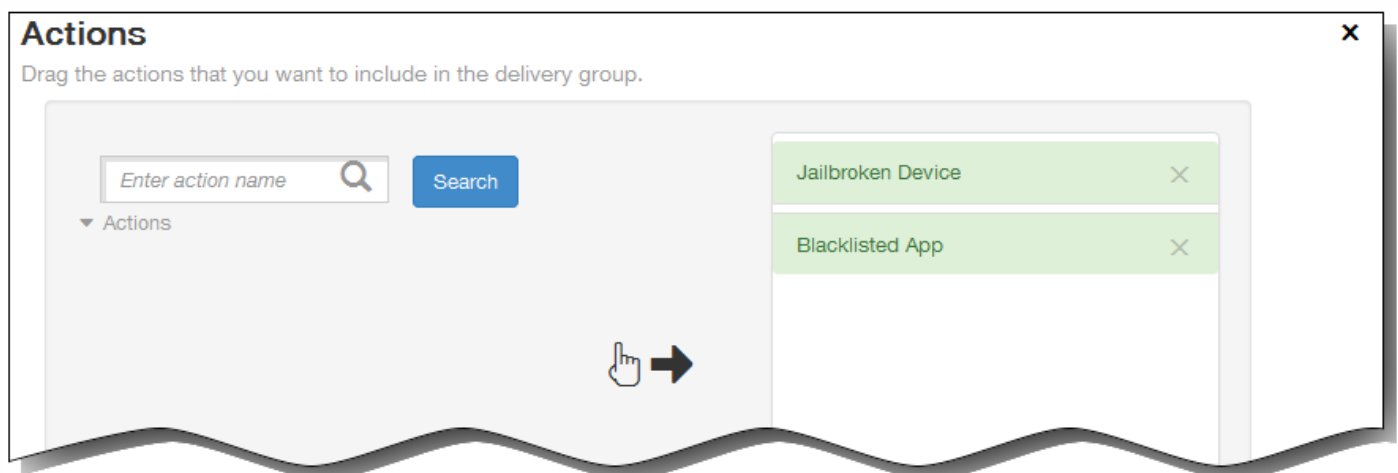 Actions
Drag the actions that you want to include in the delivery group.
Enter action name
Search
Actions
Jailbroken Device
Blacklisted App